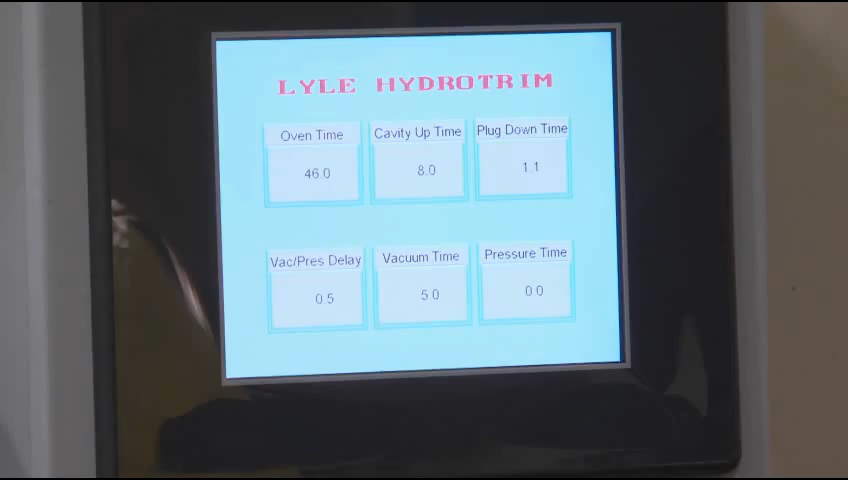 LYLE HYDROTRIM
Oven Time Cavity Up Time Plug Down Time
46.0 8.0 1.1
Vac/Pres Delay Vacuum Time Pressure Time
0.5 5 0 0 0